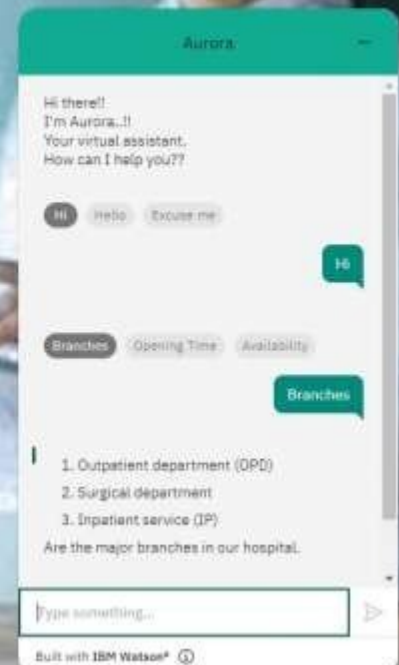 Aurora
Hi there!!
I'm Aurora..!!
Your virtual assistant.
How can I help you??
Hi Hello Excuse me
Hi
Branches Opening Time Availability
Branches
1. Outpatient department (OPD)
2. Surgical department
3. Inpatient service (IP)
Are the major branches in our hospital.
Type something...
Built with IBM Watson®